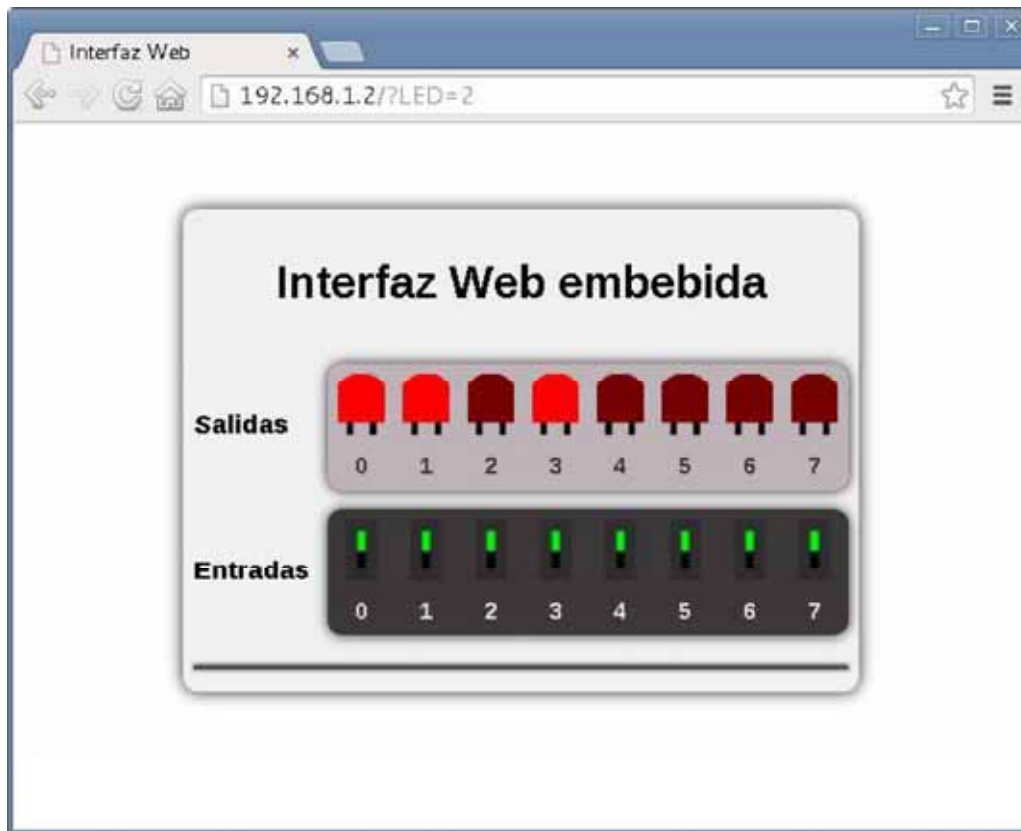 Interfaz Web
192.168.1.2/?LED=2
Interfaz Web embebida
Salidas
0 1 2 3 4 5 6 7
Entradas
0 1 2 3 4 5 6 7